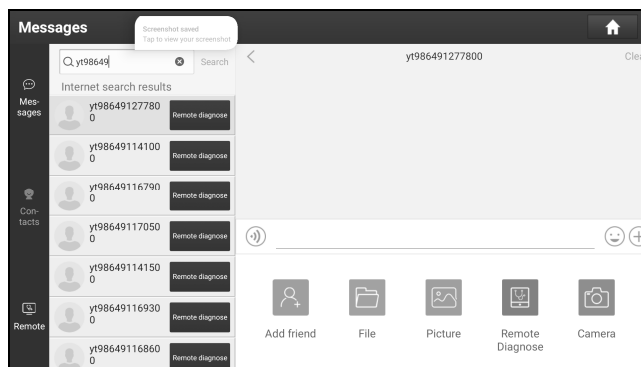 Messages
Screenshot saved
Tap to view your screenshot
yt98649
Search
Internet search results
yt986491277800
Clea
Mes-
sages
Con-
tacts
Remote
yt98649127780
0
Remote diagnose
yt98649114100
0
Remote diagnose
yt98649116790
0
Remote diagnose
yt98649117050
0
Remote diagnose
yt98649114150
0
Remote diagnose
yt98649116930
0
Remote diagnose
yt98649116860
0
Remote diagnose
Add friend
File
Picture
Remote
Diagnose
Camera